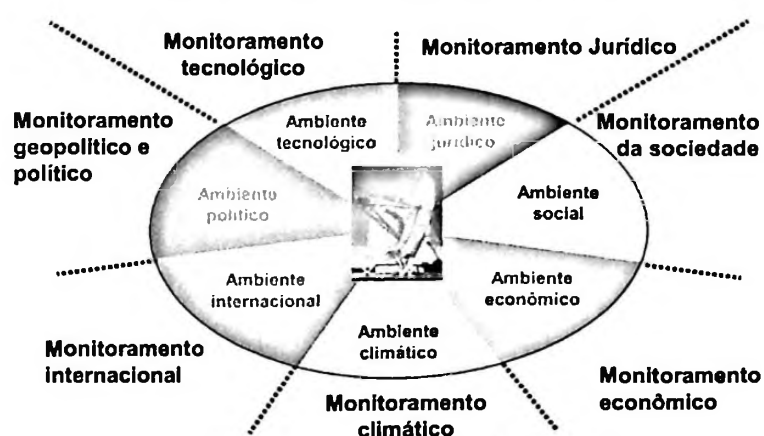 Monitoramento
tecnológico
Monitoramento Jurídico
Monitoramento
geopolítico e
político
Monitoramento
da sociedade
Ambiente
tecnológico
Ambiente
jurídico
Ambiente
político
Ambiente
social
Ambiente
internacional
Ambiente
econômico
Ambiente
climático
Monitoramento
internacional
Monitoramento
climático
Monitoramento
econômico